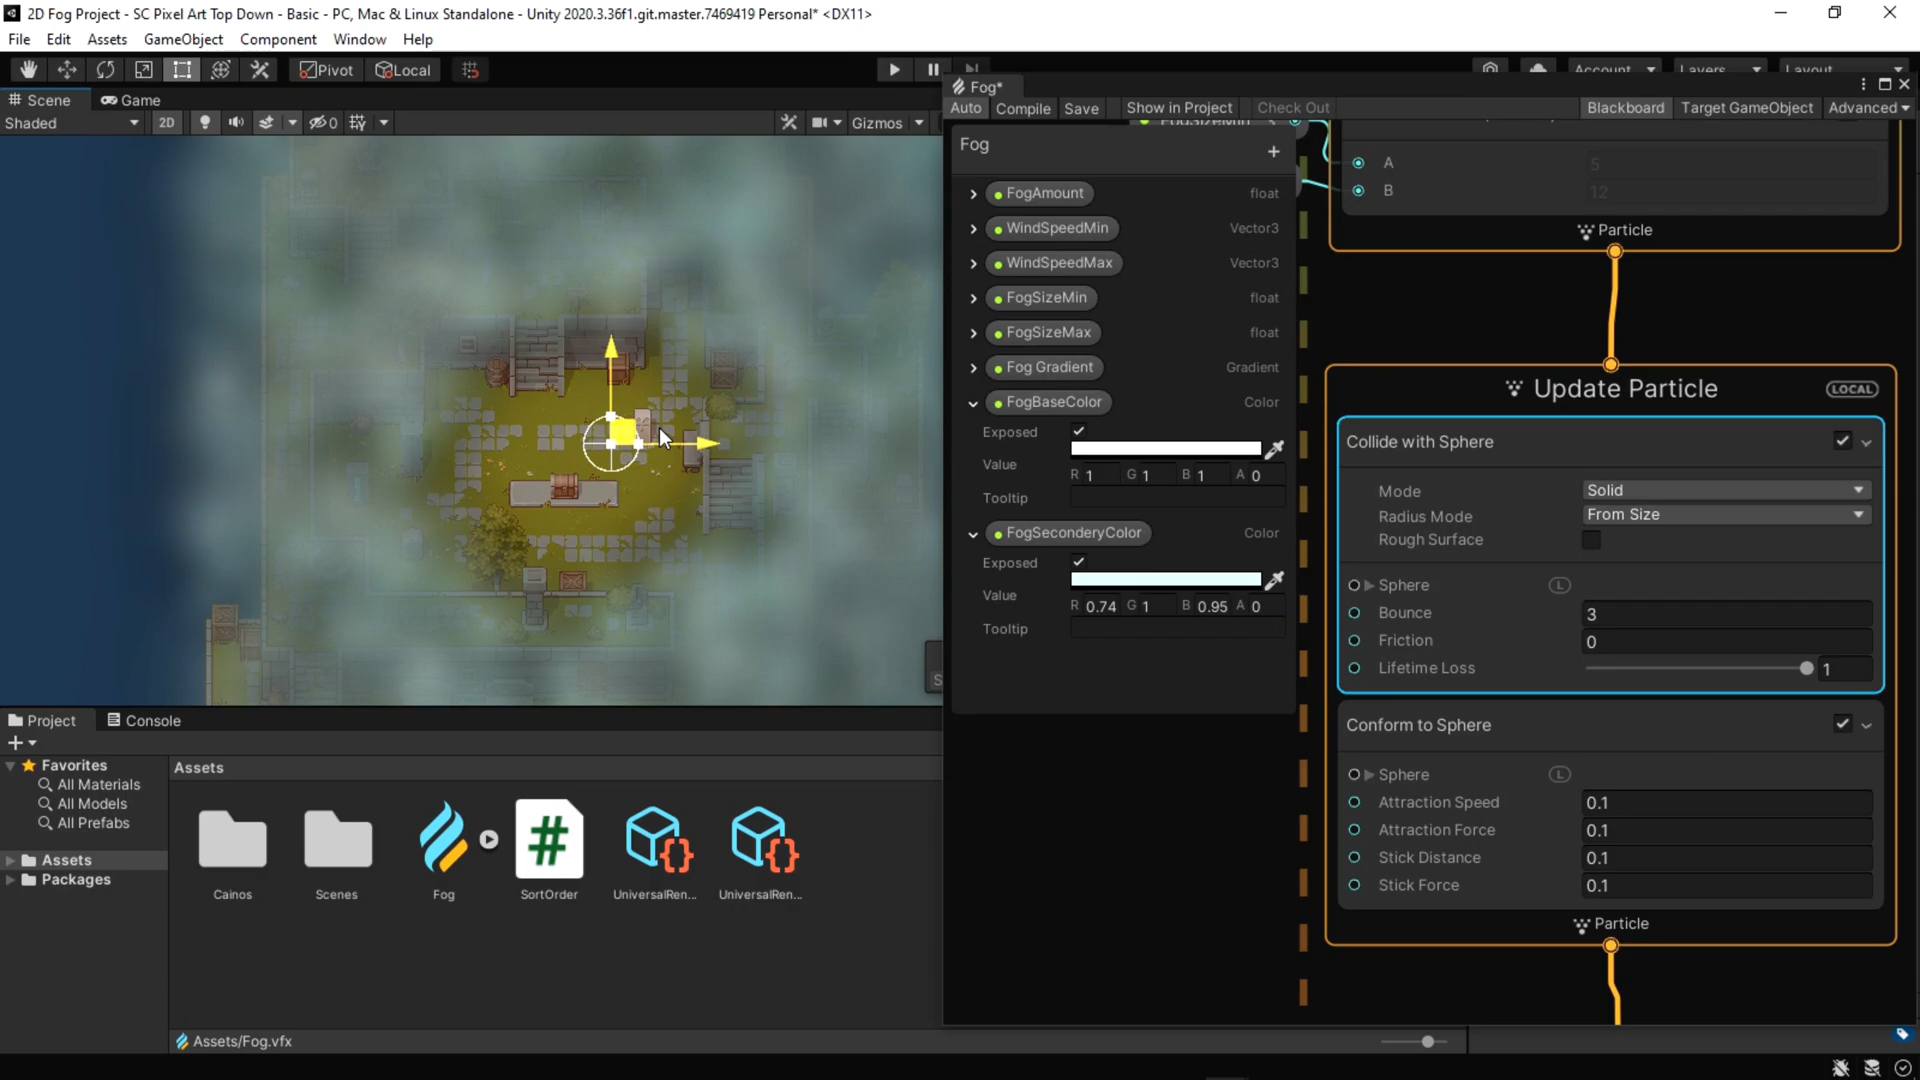 2D Fog Project - SC Pixel Art Top Down - Basic - PC, Mac & Linux Standalone - Unity 2020.3.36f1.git.master.7469419 Personal* <DX11>
File Edit Assets GameObject Component Window Help
Pivot Local
Account Layers Layout
Scene Game
Shaded 2D 0 Gizmos
Fog*
Auto Compile Save Show in Project Check Out Blackboard Target GameObject Advanced
FogSizeMin
Fog
+
FogAmount float
WindSpeedMin Vector3
WindSpeedMax Vector3
FogSizeMin float
FogSizeMax float
Fog Gradient Gradient
FogBaseColor Color
Exposed
Value
R 1 G 1 B 1 A 0
Tooltip
FogSeconderyColor Color
Exposed
Value
R 0.74 G 1 B 0.95 A 0
Tooltip
A 5
B 12
Particle
Update Particle LOCAL
Collide with Sphere
Mode Solid
Radius Mode From Size
Rough Surface
Sphere L
Bounce 3
Friction 0
Lifetime Loss 1
Conform to Sphere
Sphere L
Attraction Speed 0.1
Attraction Force 0.1
Stick Distance 0.1
Stick Force 0.1
Particle
S
Project Console
+
Favorites
All Materials
All Models
All Prefabs
Assets
Packages
Assets
Cainos Scenes Fog SortOrder UniversalRen... UniversalRen...
Assets/Fog.vfx